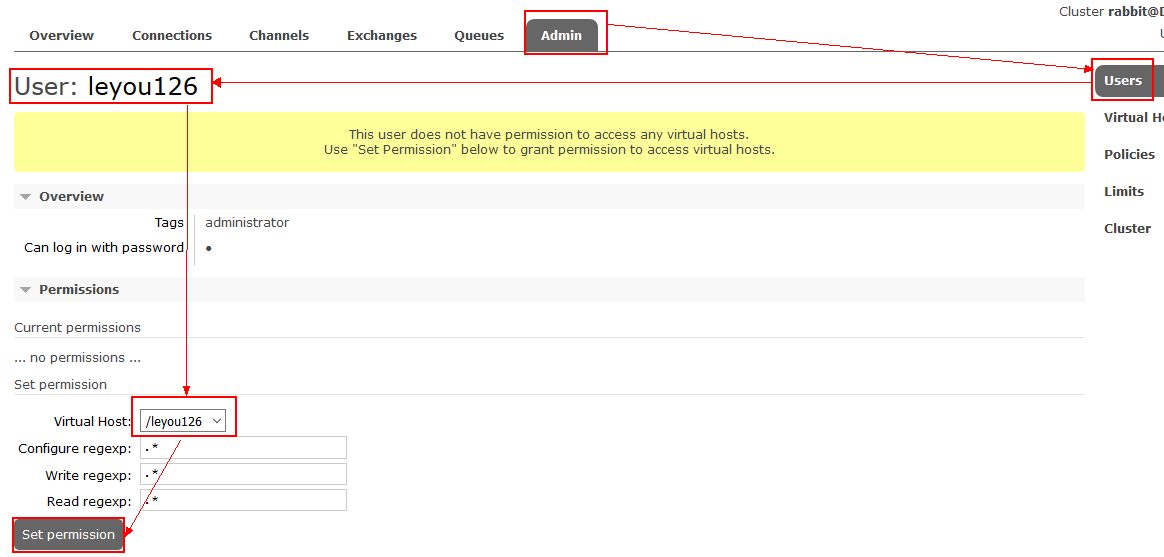 Cluster rabbit@
Overview Connections Channels Exchanges Queues Admin
User: leyou126
Users
This user does not have permission to access any virtual hosts.
Use "Set Permission" below to grant permission to access virtual hosts.
Virtual
Policies
Limits
Cluster
Overview
Tags administrator
Can log in with password ●
Permissions
Current permissions
... no permissions ...
Set permission
Virtual Host: /leyou126
Configure regexp: .*
Write regexp: .*
Read regexp: .*
Set permission